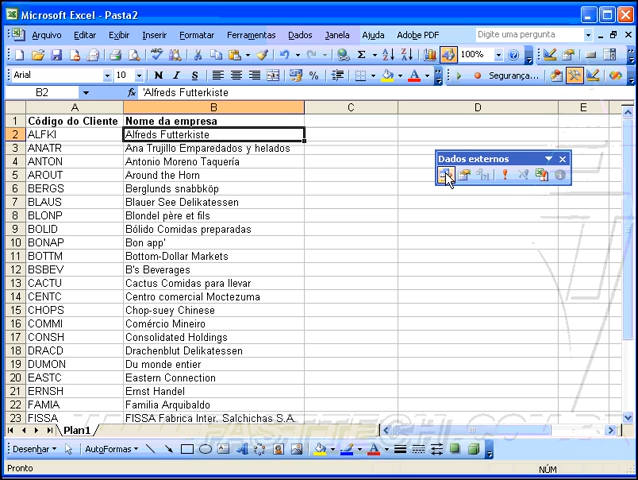 Microsoft Excel - Pasta2
Arquivo Editar Exibir Inserir Formatar Ferramentas Dados Janela Ajuda Adobe PDF Digite uma pergunta
100%
Arial 10 N I S Segurança...
B2 fx 'Alfreds Futterkiste
A B C D E
1 Código do Cliente Nome da empresa
2 ALFKI Alfreds Futterkiste
3 ANATR Ana Trujillo Emparedados y helados
4 ANTON Antonio Moreno Taquería
5 AROUT Around the Horn
6 BERGS Berglunds snabbköp
7 BLAUS Blauer See Delikatessen
8 BLONP Blondel père et fils
9 BOLID Bólido Comidas preparadas
10 BONAP Bon app'
11 BOTTM Bottom-Dollar Markets
12 BSBEV B's Beverages
13 CACTU Cactus Comidas para llevar
14 CENTC Centro comercial Moctezuma
15 CHOPS Chop-suey Chinese
16 COMMI Comércio Mineiro
17 CONSH Consolidated Holdings
18 DRACD Drachenblut Delikatessen
19 DUMON Du monde entier
20 EASTC Eastern Connection
21 ERNSH Ernst Handel
22 FAMIA Familia Arquibaldo
23 FISSA FISSA Fabrica Inter. Salchichas S.A.
Dados externos
Plan1
Desenhar AutoFormas
Pronto NÚM